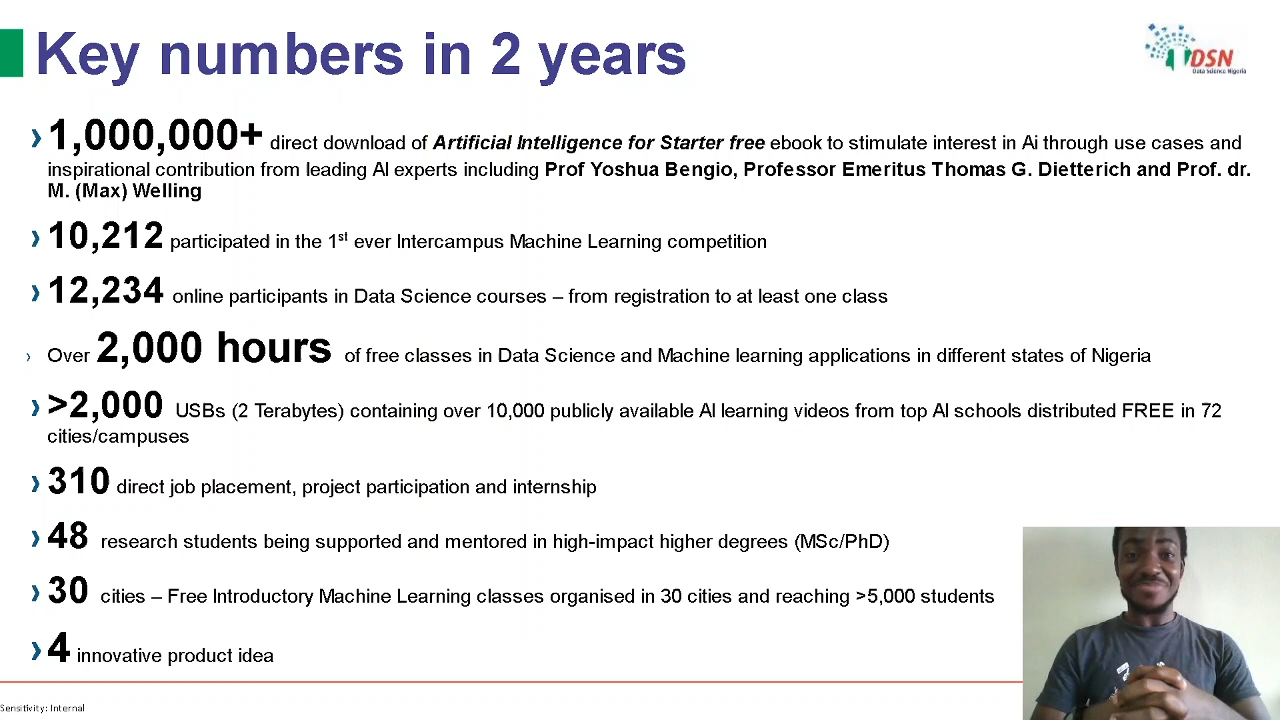 Key numbers in 2 years
DSN
Data Science Nigeria
› 1,000,000+ direct download of Artificial Intelligence for Starter free ebook to stimulate interest in Ai through use cases and
inspirational contribution from leading AI experts including Prof Yoshua Bengio, Professor Emeritus Thomas G. Dietterich and Prof. dr.
M. (Max) Welling
› 10,212 participated in the 1st ever Intercampus Machine Learning competition
› 12,234 online participants in Data Science courses – from registration to at least one class
› Over 2,000 hours of free classes in Data Science and Machine learning applications in different states of Nigeria
› >2,000 USBs (2 Terabytes) containing over 10,000 publicly available AI learning videos from top AI schools distributed FREE in 72
cities/campuses
› 310 direct job placement, project participation and internship
› 48 research students being supported and mentored in high-impact higher degrees (MSc/PhD)
› 30 cities – Free Introductory Machine Learning classes organised in 30 cities and reaching >5,000 students
› 4 innovative product idea
Sensitivity: Internal